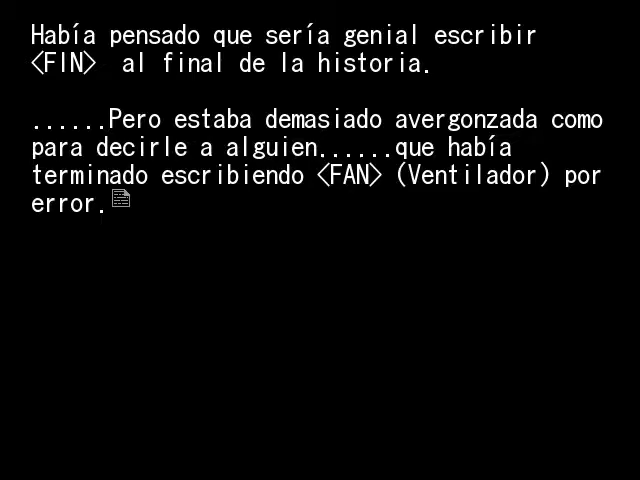 Había pensado que sería genial escribir
<FIN>  al final de la historia.
......Pero estaba demasiado avergonzada como
para decirle a alguien......que había
terminado escribiendo <FAN> (Ventilador) por
error.